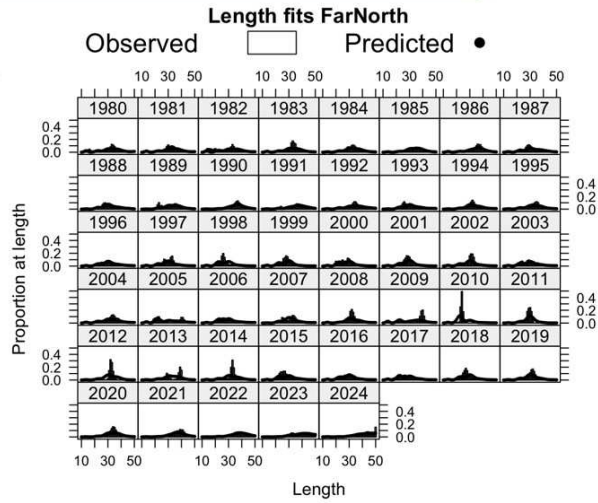 Length fits FarNorth
Observed Predicted
10 30 50 10 30 50 10 30 50 10 30 50
1980 1981 1982 1983 1984 1985 1986 1987
0.4
0.2
0.0
1988 1989 1990 1991 1992 1993 1994 1995
0.4
0.2
0.0
1996 1997 1998 1999 2000 2001 2002 2003
0.4
0.2
0.0
2004 2005 2006 2007 2008 2009 2010 2011
0.4
0.2
0.0
2012 2013 2014 2015 2016 2017 2018 2019
0.4
0.2
0.0
2020 2021 2022 2023 2024
0.4
0.2
0.0
10 30 50 10 30 50 10 30 50
Proportion at length
Length